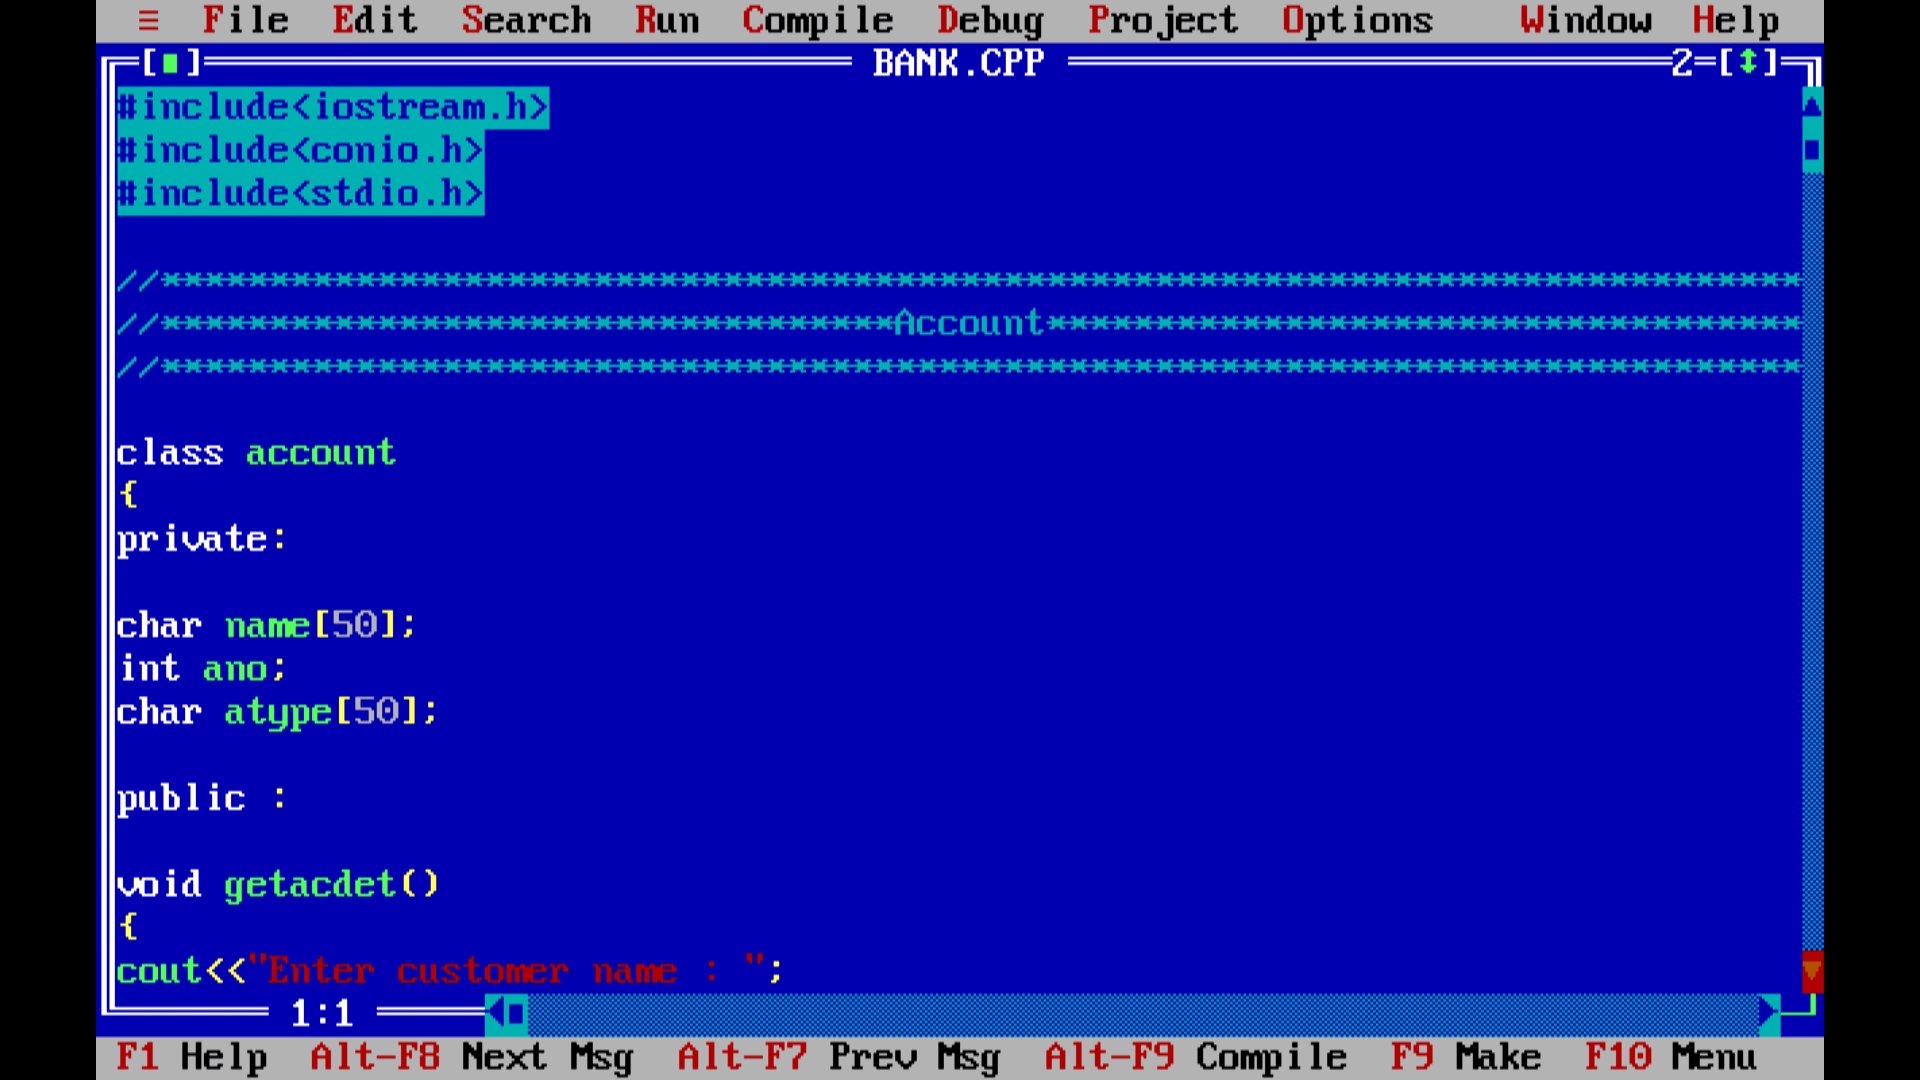 ≡ File Edit Search Run Compile Debug Project Options Window Help
[■] BANK.CPP 2=[↕]
#include<iostream.h>
#include<conio.h>
#include<stdio.h>
//****************************************************************************
//**********************************Account***********************************
//****************************************************************************
class account
{
private:
char name[50];
int ano;
char atype[50];
public :
void getacdet()
{
cout<<"Enter customer name : ";
1:1
F1 Help Alt-F8 Next Msg Alt-F7 Prev Msg Alt-F9 Compile F9 Make F10 Menu